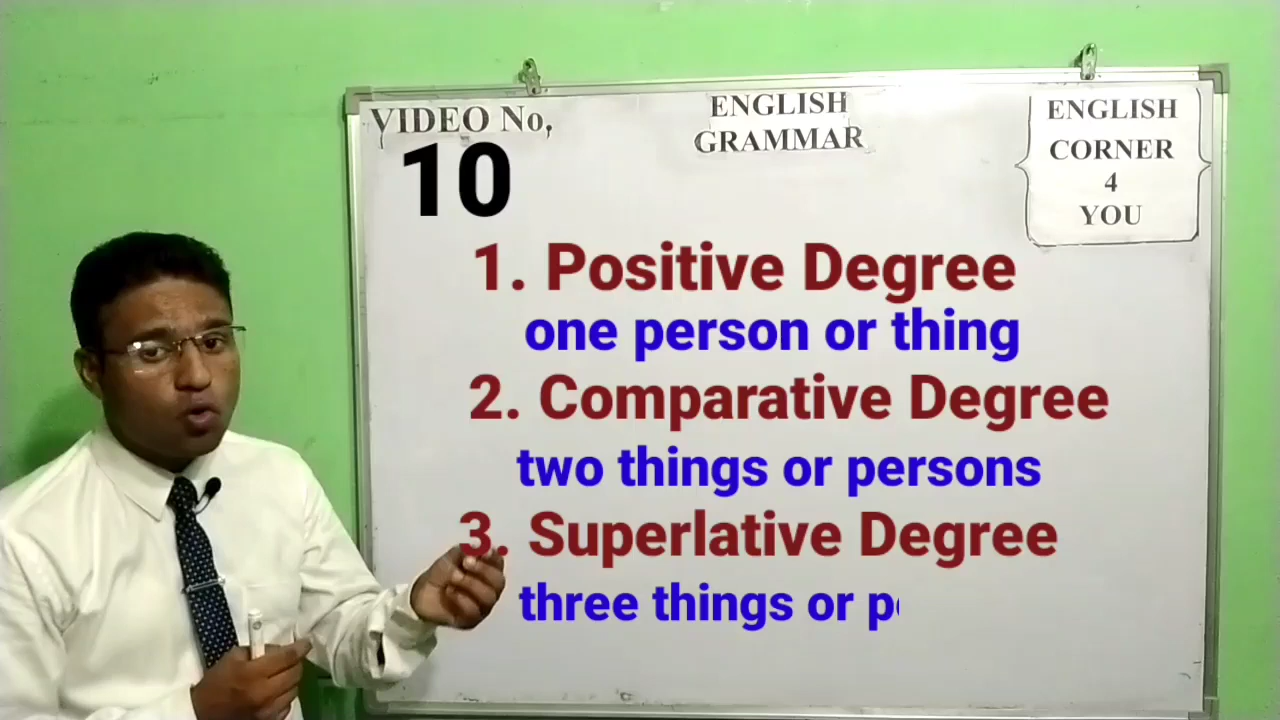 VIDEO No,
10
ENGLISH
GRAMMAR
ENGLISH
CORNER
4
YOU
1. Positive Degree
one person or thing
2. Comparative Degree
two things or persons
3. Superlative Degree
three things or